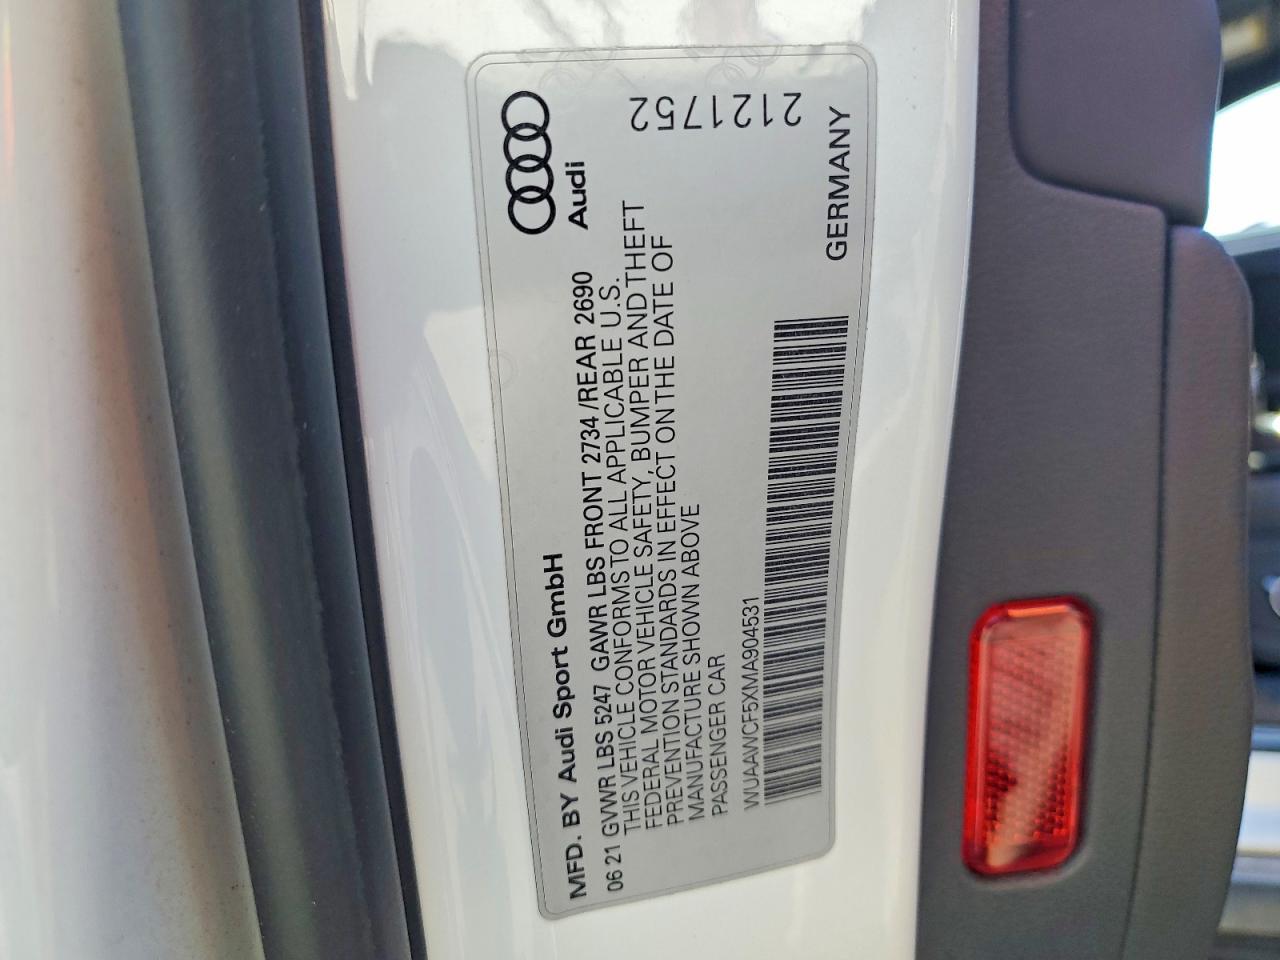 MFD. BY Audi Sport GmbH
Audi
06 21 GVWR LBS 5247 GAWR LBS FRONT 2734 /REAR 2690
THIS VEHICLE CONFORMS TO ALL APPLICABLE U.S.
FEDERAL MOTOR VEHICLE SAFETY, BUMPER AND THEFT
PREVENTION STANDARDS IN EFFECT ON THE DATE OF
MANUFACTURE SHOWN ABOVE
PASSENGER CAR
WUAAWCF5XMA904531
GERMANY
2121752